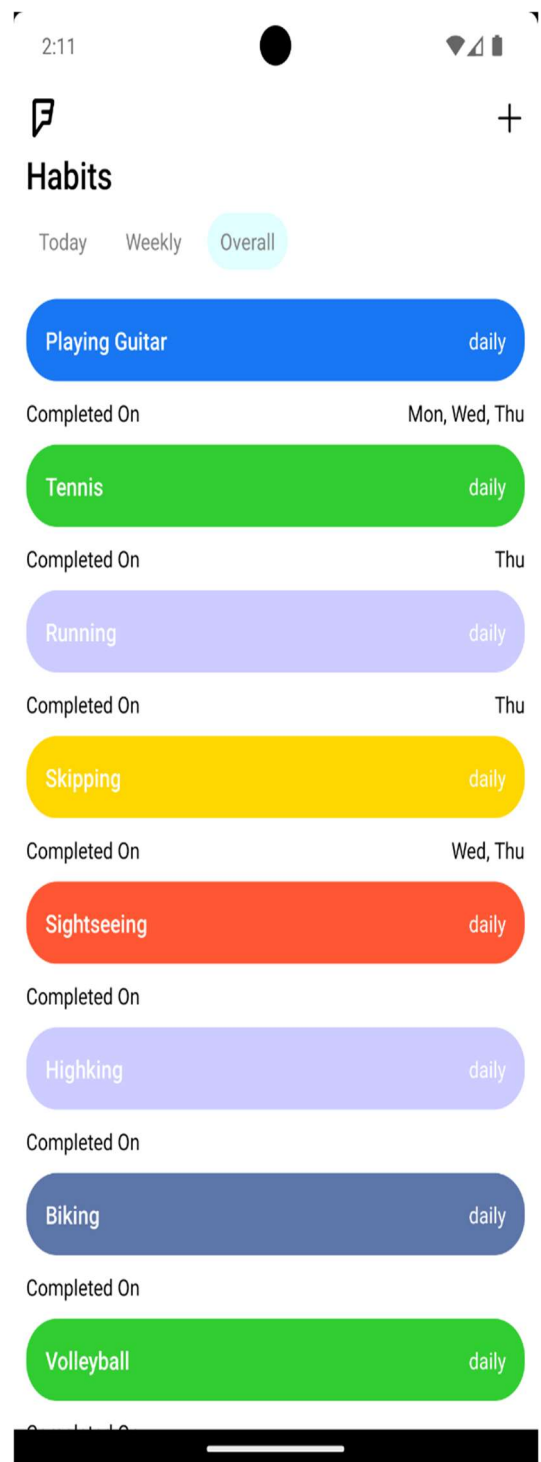 2:11
Habits
Today Weekly Overall
Playing Guitar daily
Completed On Mon, Wed, Thu
Tennis daily
Completed On Thu
Running daily
Completed On Thu
Skipping daily
Completed On Wed, Thu
Sightseeing daily
Completed On
Highking daily
Completed On
Biking daily
Completed On
Volleyball daily